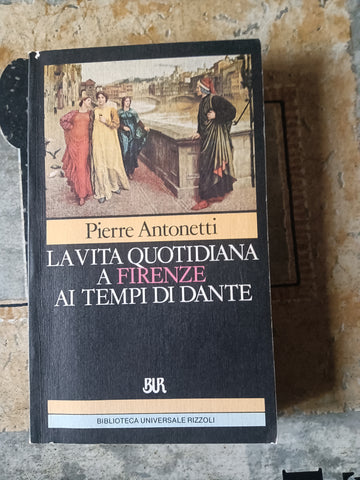 Pierre Antonetti
LA VITA QUOTIDIANA
A FIRENZE
AI TEMPI DI DANTE
BUR
BIBLIOTECA UNIVERSALE RIZZOLI